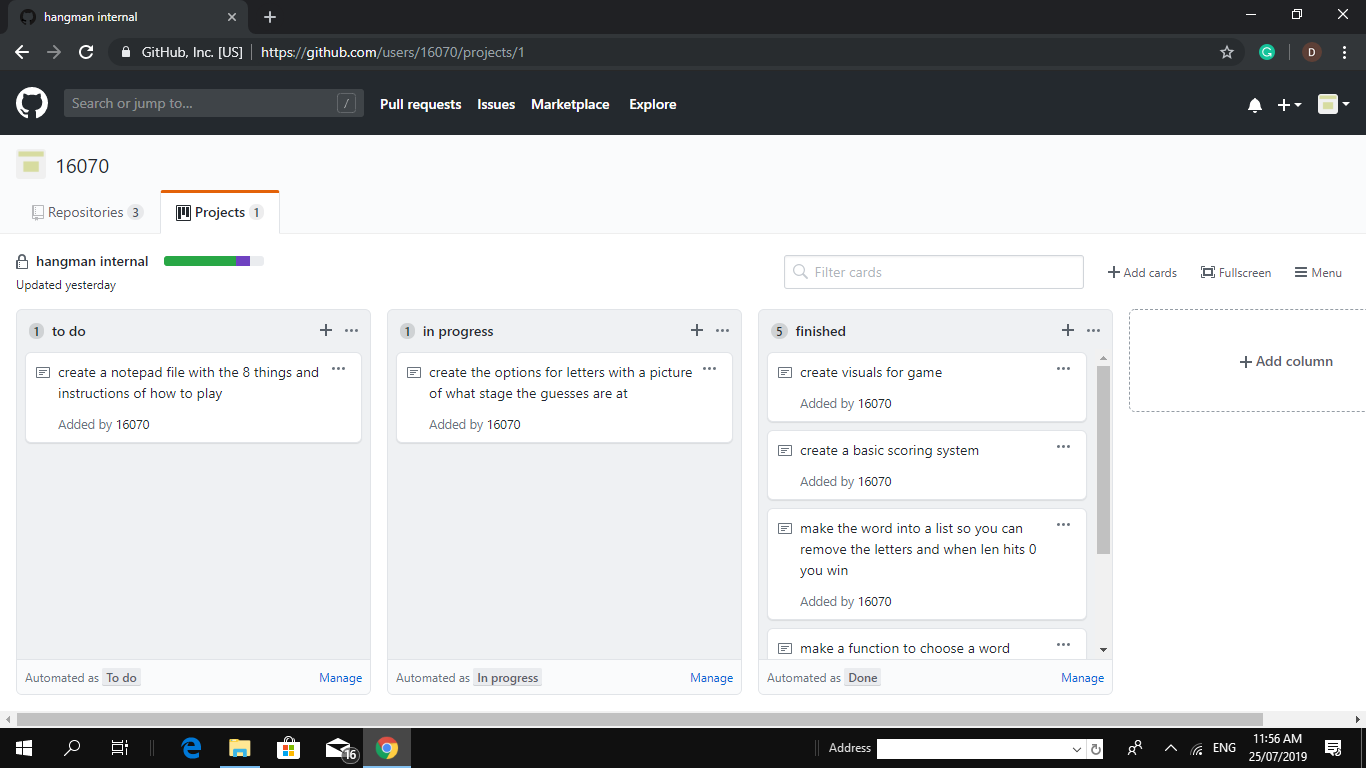 hangman internal
GitHub, Inc. [US]
https://github.com/users/16070/projects/1
D
Search or jump to...
/
Pull requests
Issues
Marketplace
Explore
16070
Repositories 3
Projects 1
hangman internal
Updated yesterday
Filter cards
Add cards
Fullscreen
Menu
1 to do
create a notepad file with the 8 things and
instructions of how to play
Added by 16070
Automated as To do
Manage
1 in progress
create the options for letters with a picture
of what stage the guesses are at
Added by 16070
Automated as In progress
Manage
5 finished
create visuals for game
Added by 16070
create a basic scoring system
Added by 16070
make the word into a list so you can
remove the letters and when len hits 0
you win
Added by 16070
make a function to choose a word
Automated as Done
Manage
Add column
16
Address
ENG
11:56 AM
25/07/2019